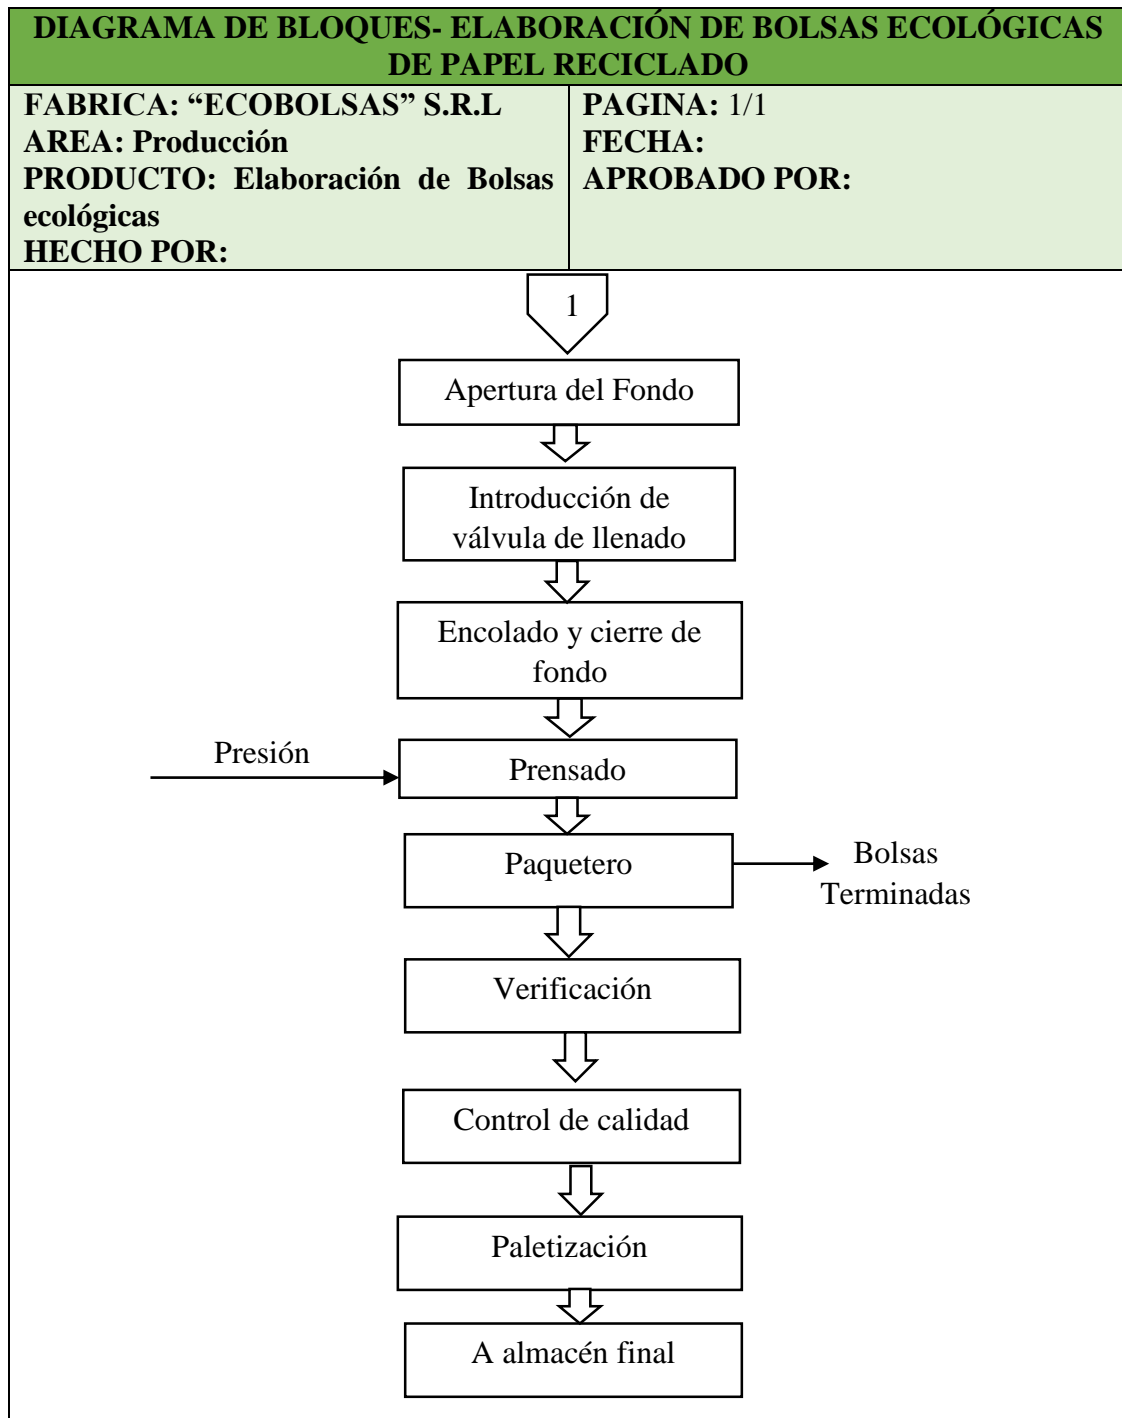 DIAGRAMA DE BLOQUES- ELABORACIÓN DE BOLSAS ECOLÓGICAS
DE PAPEL RECICLADO
FABRICA: “ECOBOLSAS” S.R.L
AREA: Producción
PRODUCTO: Elaboración de Bolsas
ecológicas
HECHO POR:
PAGINA: 1/1
FECHA:
APROBADO POR:
1
Apertura del Fondo
Introducción de
válvula de llenado
Encolado y cierre de
fondo
Presión
Prensado
Paquetero
Bolsas
Terminadas
Verificación
Control de calidad
Paletización
A almacén final